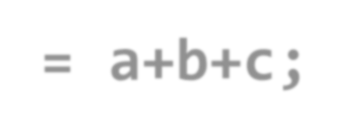 = a+b+c;